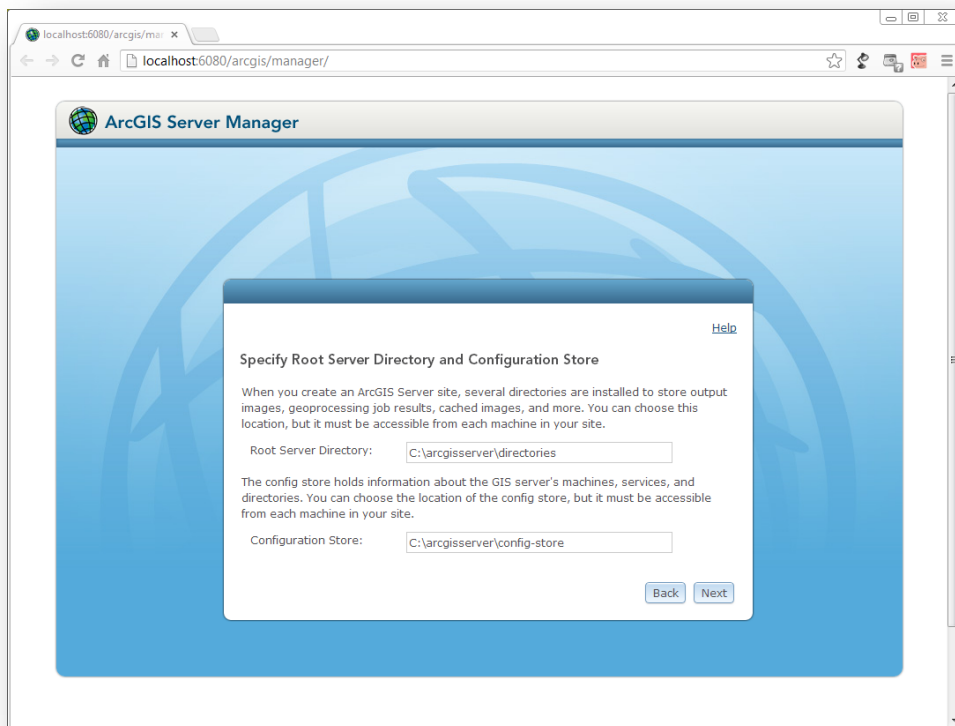 localhost:6080/arcgis/mar
localhost:6080/arcgis/manager/
ArcGIS Server Manager
Help
Specify Root Server Directory and Configuration Store
When you create an ArcGIS Server site, several directories are installed to store output
images, geoprocessing job results, cached images, and more. You can choose this
location, but it must be accessible from each machine in your site.
Root Server Directory: C:\arcgisserver\directories
The config store holds information about the GIS server's machines, services, and
directories. You can choose the location of the config store, but it must be accessible
from each machine in your site.
Configuration Store: C:\arcgisserver\config-store
Back Next